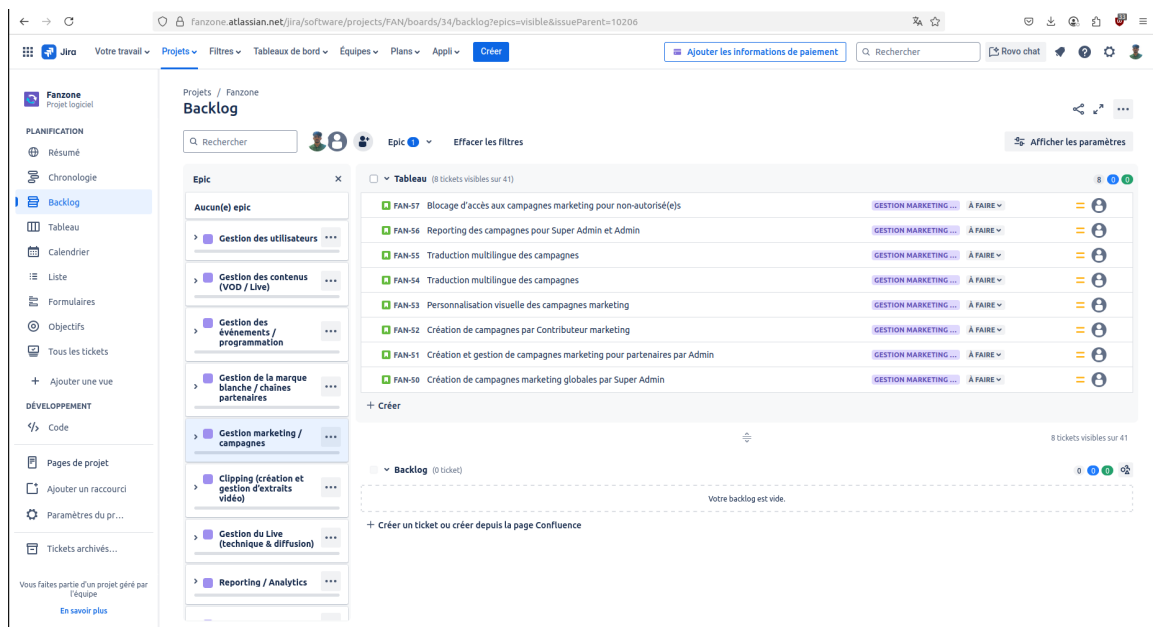 fanzone.atlassian.net/jira/software/projects/FAN/boards/34/backlog?epics=visible&issueParent=10206
Jira Votre travail Projets Filtres Tableaux de bord Équipes Plans Appli Créer Ajouter les informations de paiement Rechercher Rovo chat
Fanzone
Projet logiciel
PLANIFICATION
Résumé
Chronologie
Backlog
Tableau
Calendrier
Liste
Formulaires
Objectifs
Tous les tickets
Ajouter une vue
DÉVELOPPEMENT
Code
Pages de projet
Ajouter un raccourci
Paramètres du pr...
Tickets archivés...
Vous faites partie d'un projet géré par
l'équipe
En savoir plus
Projets / Fanzone
Backlog
Rechercher Epic 1 Effacer les filtres Afficher les paramètres
Epic
Aucun(e) epic
Gestion des utilisateurs
Gestion des contenus
(VOD / Live)
Gestion des
événements /
programmation
Gestion de la marque
blanche / chaînes
partenaires
Gestion marketing /
campagnes
Clipping (création et
gestion d'extraits
vidéo)
Gestion du Live
(technique & diffusion)
Reporting / Analytics
Tableau (8 tickets visibles sur 41) 8 0 0
FAN-57 Blocage d'accès aux campagnes marketing pour non-autorisé(e)s GESTION MARKETING ... À FAIRE
FAN-56 Reporting des campagnes pour Super Admin et Admin GESTION MARKETING ... À FAIRE
FAN-55 Traduction multilingue des campagnes GESTION MARKETING ... À FAIRE
FAN-54 Traduction multilingue des campagnes GESTION MARKETING ... À FAIRE
FAN-53 Personnalisation visuelle des campagnes marketing GESTION MARKETING ... À FAIRE
FAN-52 Création de campagnes par Contributeur marketing GESTION MARKETING ... À FAIRE
FAN-51 Création et gestion de campagnes marketing pour partenaires par Admin GESTION MARKETING ... À FAIRE
FAN-50 Création de campagnes marketing globales par Super Admin GESTION MARKETING ... À FAIRE
+ Créer
8 tickets visibles sur 41
Backlog (0 ticket) 0 0 0
Votre backlog est vide.
+ Créer un ticket ou créer depuis la page Confluence